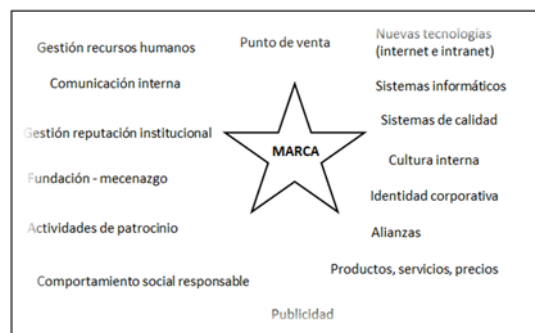 Punto de venta
Nuevas tecnologías
(internet e intranet)
Gestión recursos humanos
Comunicación interna
Sistemas informáticos
Sistemas de calidad
Gestión reputación institucional
MARCA
Cultura interna
Fundación - mecenazgo
Identidad corporativa
Actividades de patrocinio
Alianzas
Productos, servicios, precios
Comportamiento social responsable
Publicidad